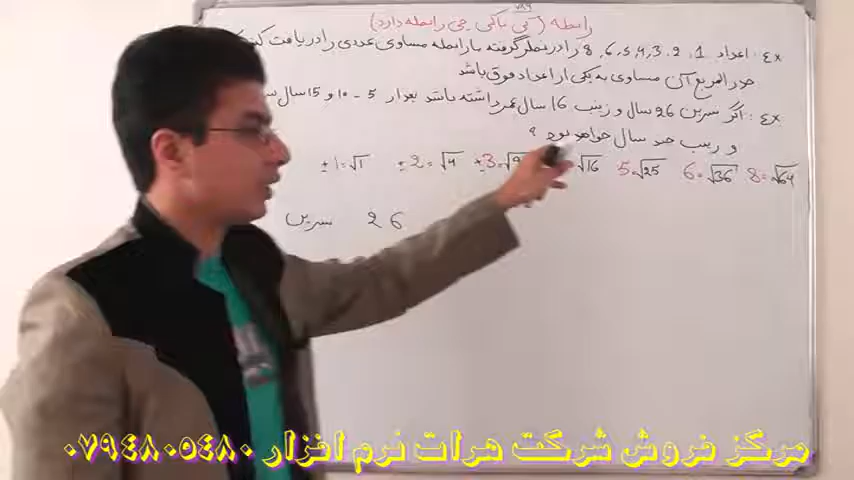 رابطه (کی باکی چی رابطه دارد)
Ex: اعداد 1، 2، 3، 4، 5، 6، 8 را در نظر گرفته با رابطه مساوی عددی را دریافت
جذر المربع آن مساوی به یکی از اعداد فوق باشد
Ex: اگر سرین 26 سال و زینب 16 سال عمر داشته باشد بعد از 5 - 10 و 15 سال
و زینب چند سال خواهد بود؟
±1=√1 ±2=√4 ±3=√9 √16 5=√25 6=√36 8=√64
سرین 26
مرکز فروش شرکت هرات نرم افزار ۰۷۹٤۸۰٥٤۸۰